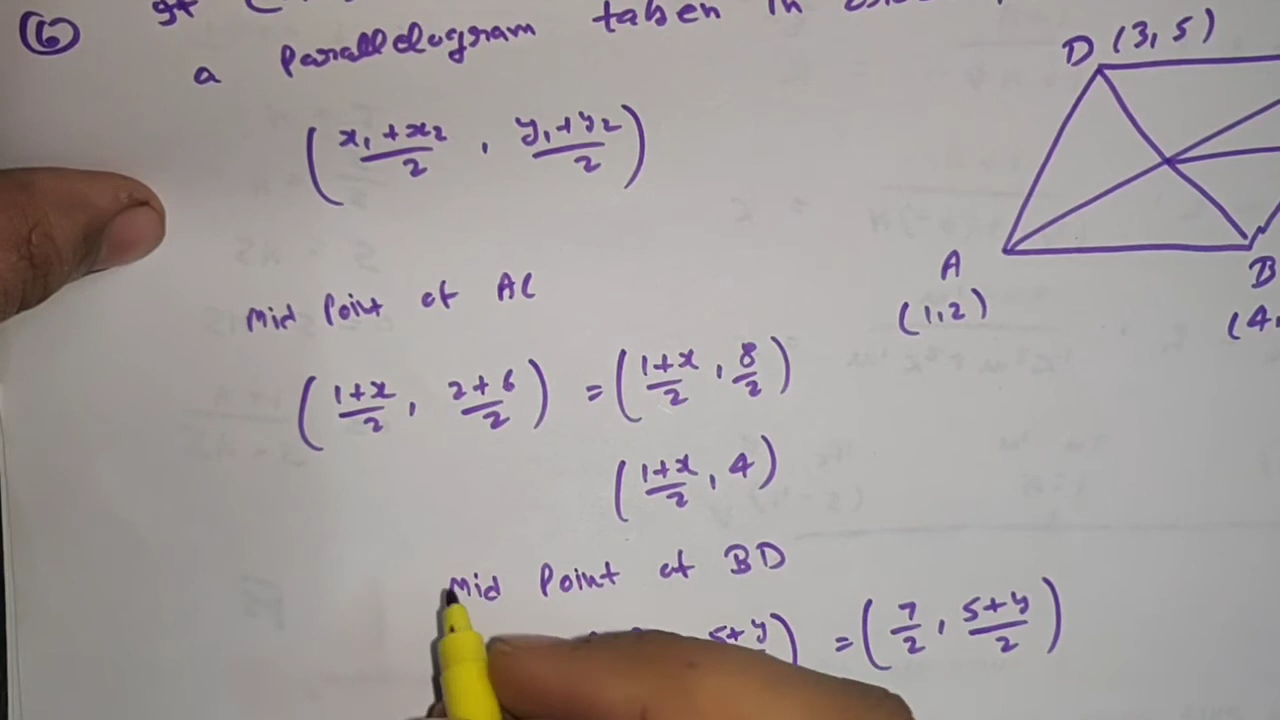 6
a parallelogram taken in
D (3,5)
(x₁+x₂/2 , y₁+y₂/2)
A
B
(1,2)
(4,
Mid Point of AC
(1+x/2, 2+6/2) = (1+x/2, 8/2)
(1+x/2, 4)
Mid Point of BD
5+y ) = (7/2, 5+y/2)